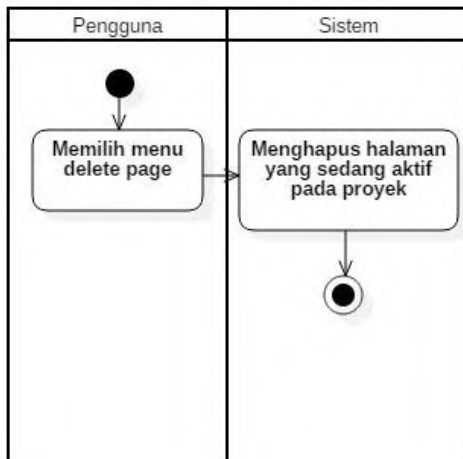 Pengguna
Sistem
Memilih menu
delete page
Menghapus halaman
yang sedang aktif
pada proyek